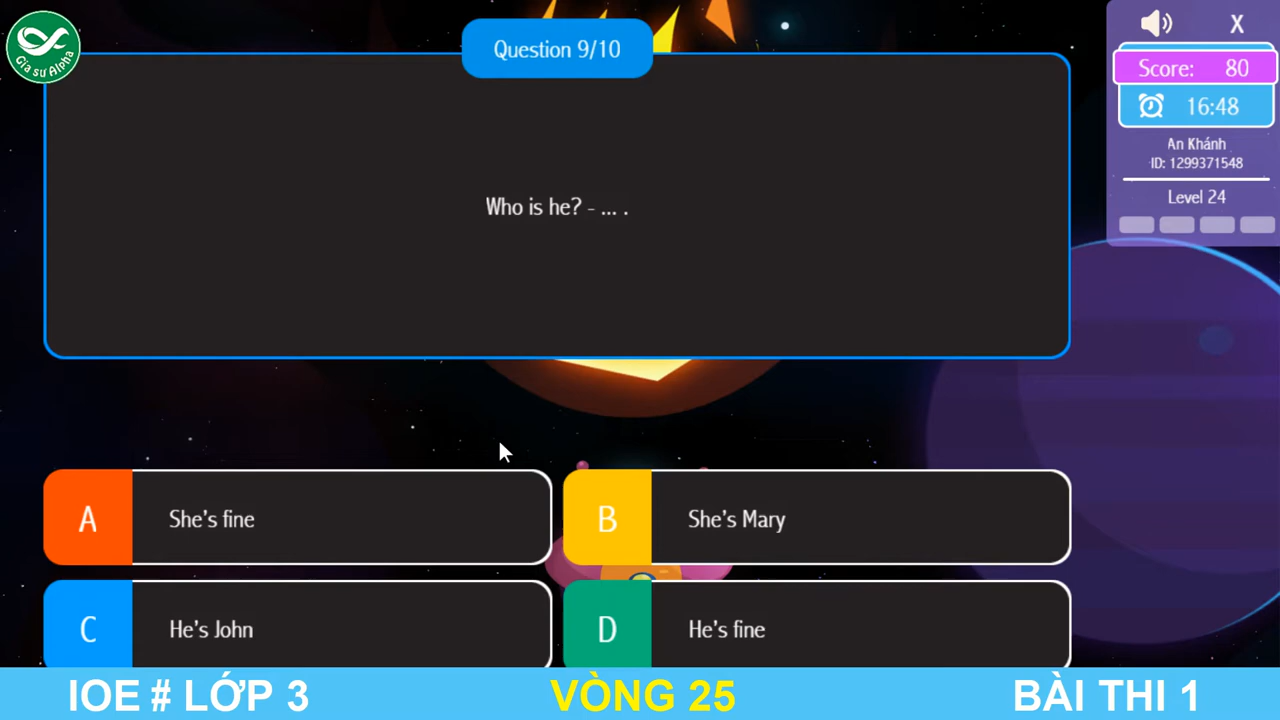 Gia sư Alpha
Question 9/10
X
Score: 80
16:48
An Khánh
ID: 1299371548
Level 24
Who is he? - ... .
A She's fine
B She's Mary
C He's John
D He's fine
IOE # LỚP 3 VÒNG 25 BÀI THI 1